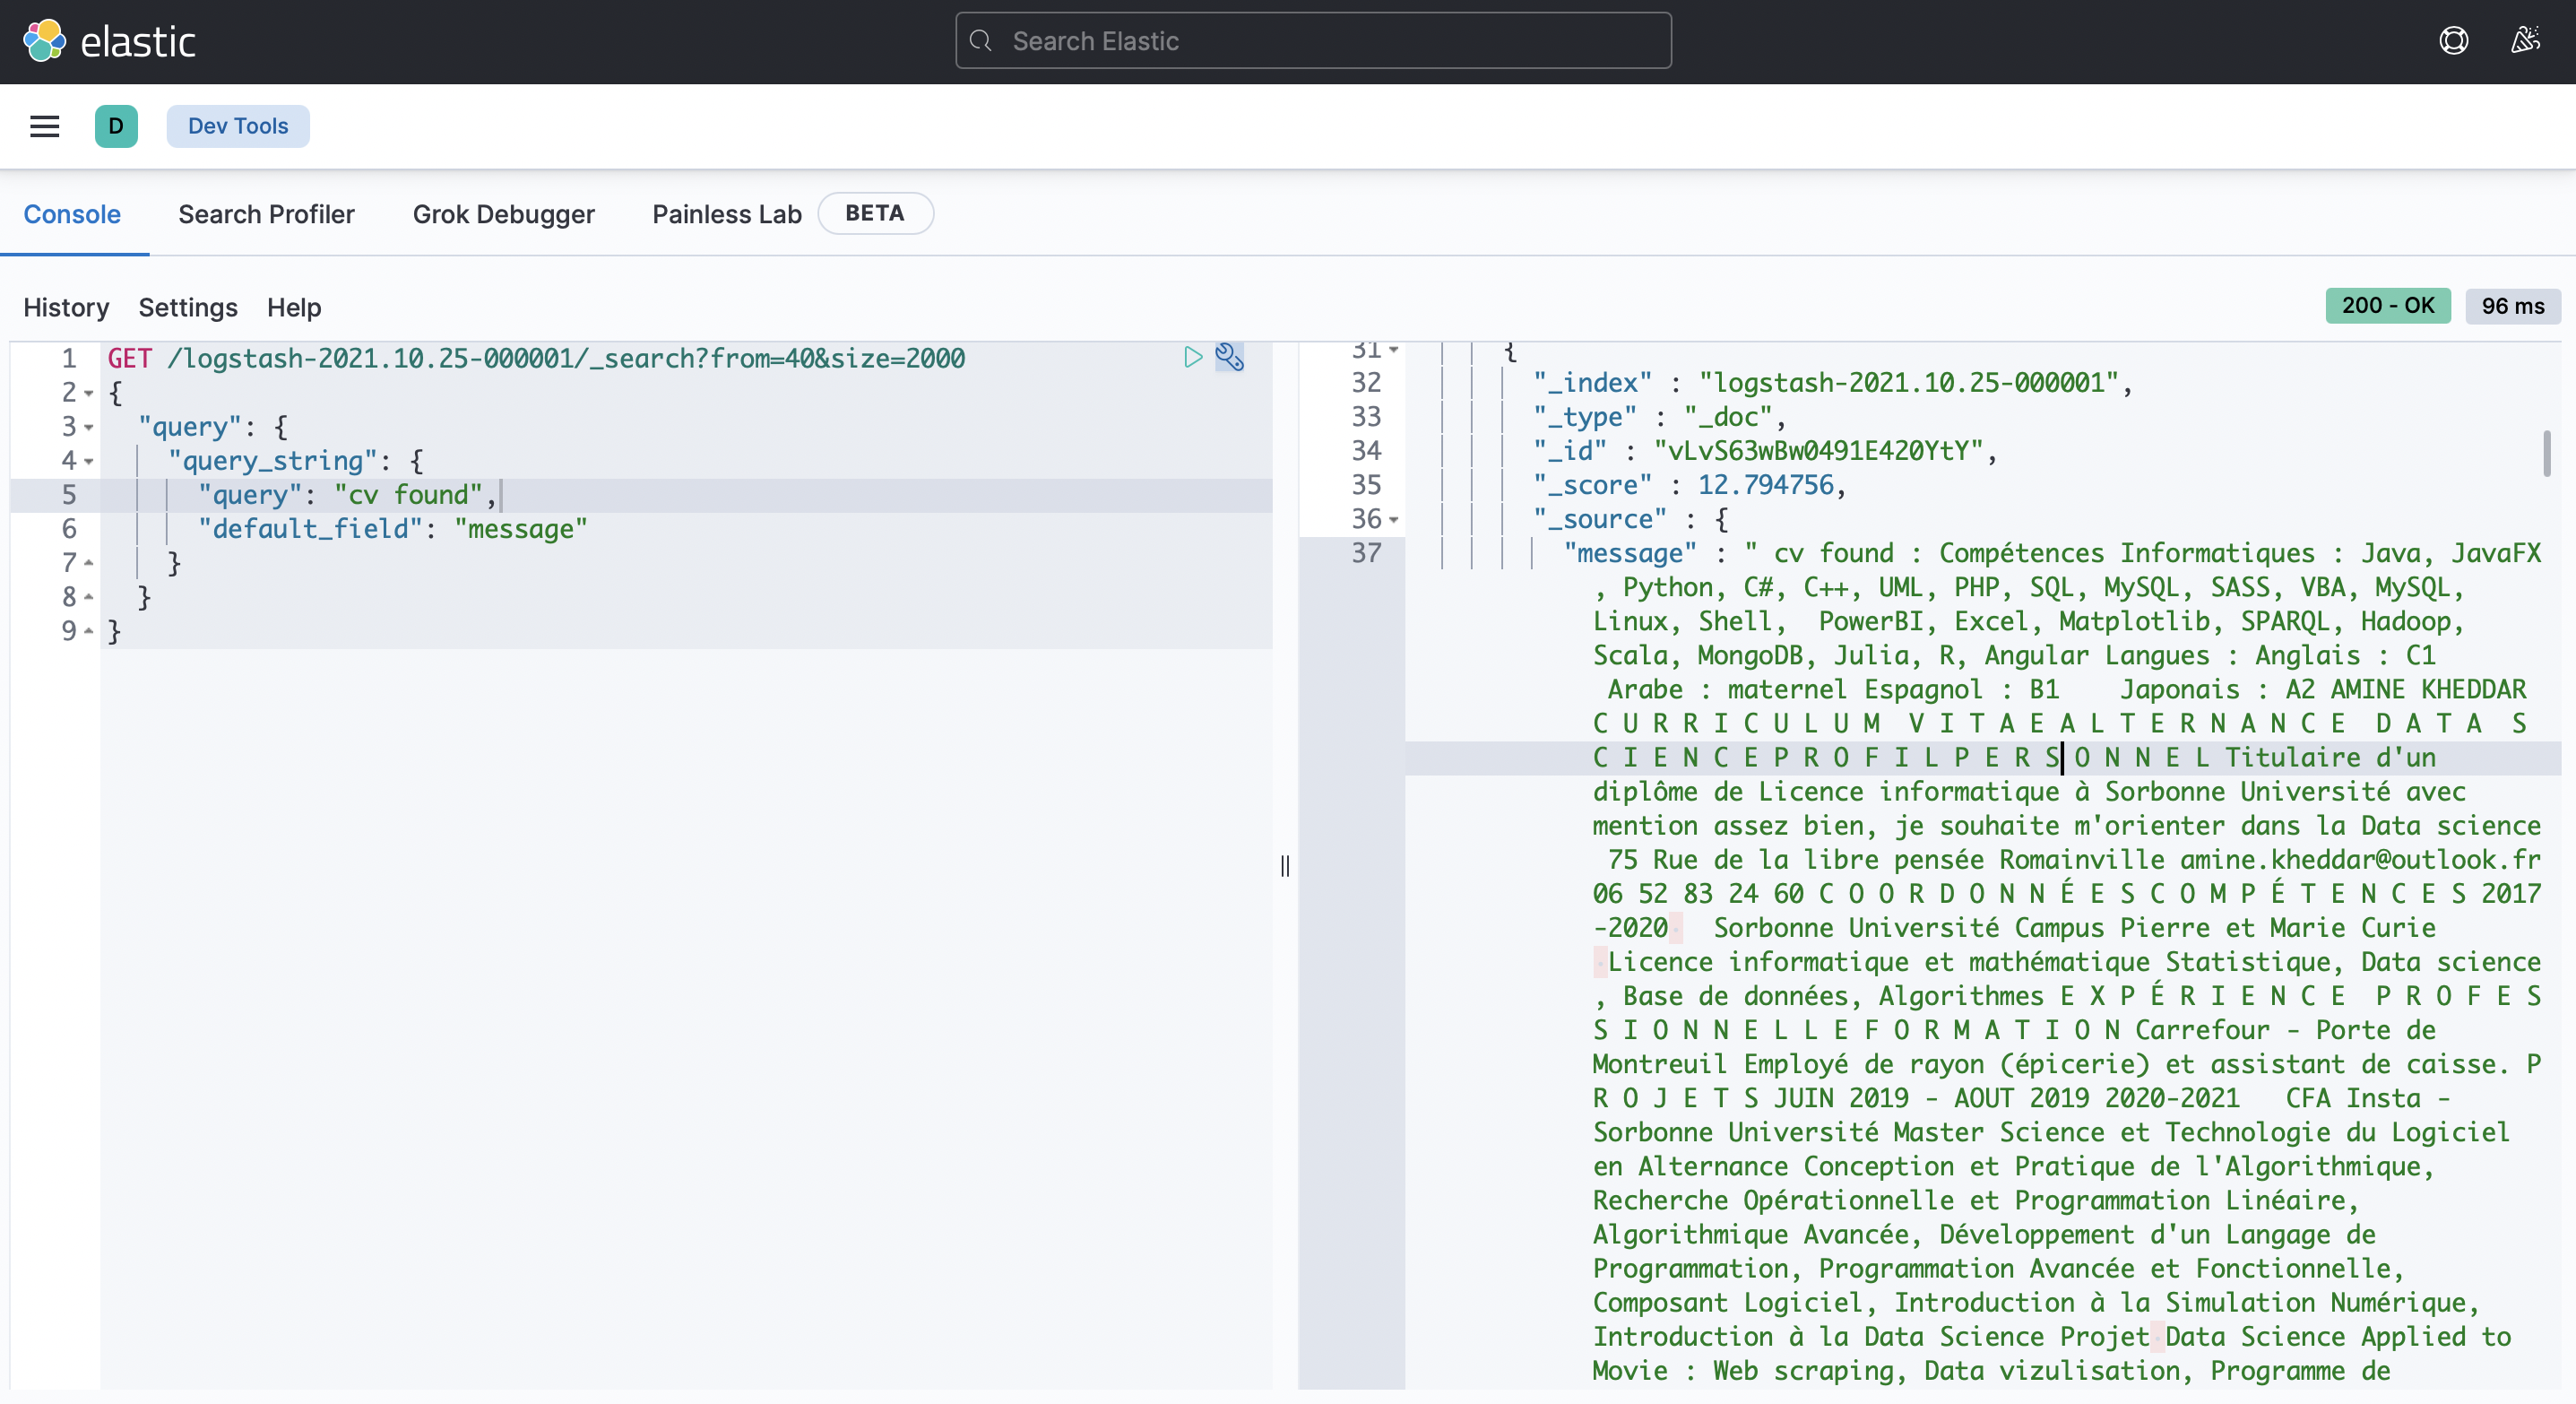 elastic
Search Elastic
D
Dev Tools
Console
Search Profiler
Grok Debugger
Painless Lab
BETA
History
Settings
Help
200 - OK
96 ms
1 GET /logstash-2021.10.25-000001/_search?from=40&size=2000
2 {
3 "query": {
4 "query_string": {
5 "query": "cv found",
6 "default_field": "message"
7 }
8 }
9 }
31 {
32 "_index" : "logstash-2021.10.25-000001",
33 "_type" : "_doc",
34 "_id" : "vLvS63wBw0491E420YtY",
35 "_score" : 12.794756,
36 "_source" : {
37 "message" : " cv found : Compétences Informatiques : Java, JavaFX
, Python, C#, C++, UML, PHP, SQL, MySQL, SASS, VBA, MySQL,
Linux, Shell,  PowerBI, Excel, Matplotlib, SPARQL, Hadoop,
Scala, MongoDB, Julia, R, Angular Langues : Anglais : C1
Arabe : maternel Espagnol : B1    Japonais : A2 AMINE KHEDDAR
C U R R I C U L U M  V I T A E A L T E R N A N C E  D A T A  S
C I E N C E P R O F I L P E R S O N N E L Titulaire d'un
diplôme de Licence informatique à Sorbonne Université avec
mention assez bien, je souhaite m'orienter dans la Data science
75 Rue de la libre pensée Romainville amine.kheddar@outlook.fr
06 52 83 24 60 C O O R D O N N É E S C O M P É T E N C E S 2017
-2020   Sorbonne Université Campus Pierre et Marie Curie
Licence informatique et mathématique Statistique, Data science
, Base de données, Algorithmes E X P É R I E N C E  P R O F E S
S I O N N E L L E F O R M A T I O N Carrefour - Porte de
Montreuil Employé de rayon (épicerie) et assistant de caisse. P
R O J E T S JUIN 2019 - AOUT 2019 2020-2021   CFA Insta -
Sorbonne Université Master Science et Technologie du Logiciel
en Alternance Conception et Pratique de l'Algorithmique,
Recherche Opérationnelle et Programmation Linéaire,
Algorithmique Avancée, Développement d'un Langage de
Programmation, Programmation Avancée et Fonctionnelle,
Composant Logiciel, Introduction à la Simulation Numérique,
Introduction à la Data Science Projet Data Science Applied to
Movie : Web scraping, Data vizulisation, Programme de